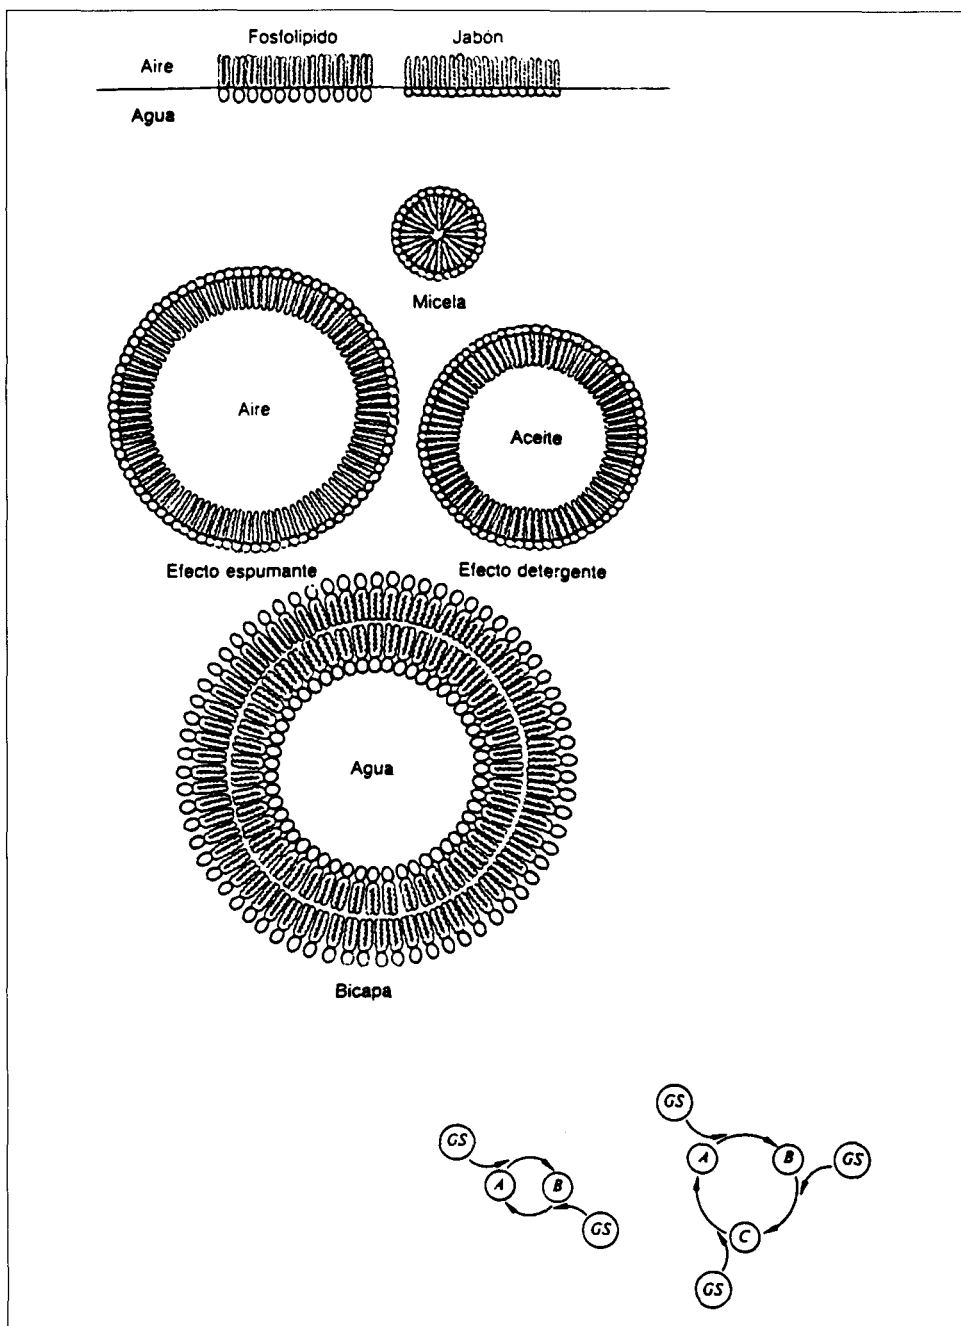 Fosfolípido Jabón
Aire
Agua
Micela
Aire
Aceite
Efecto espumante Efecto detergente
Agua
Bicapa
GS
GS
A B
GS
A B
GS
C
GS